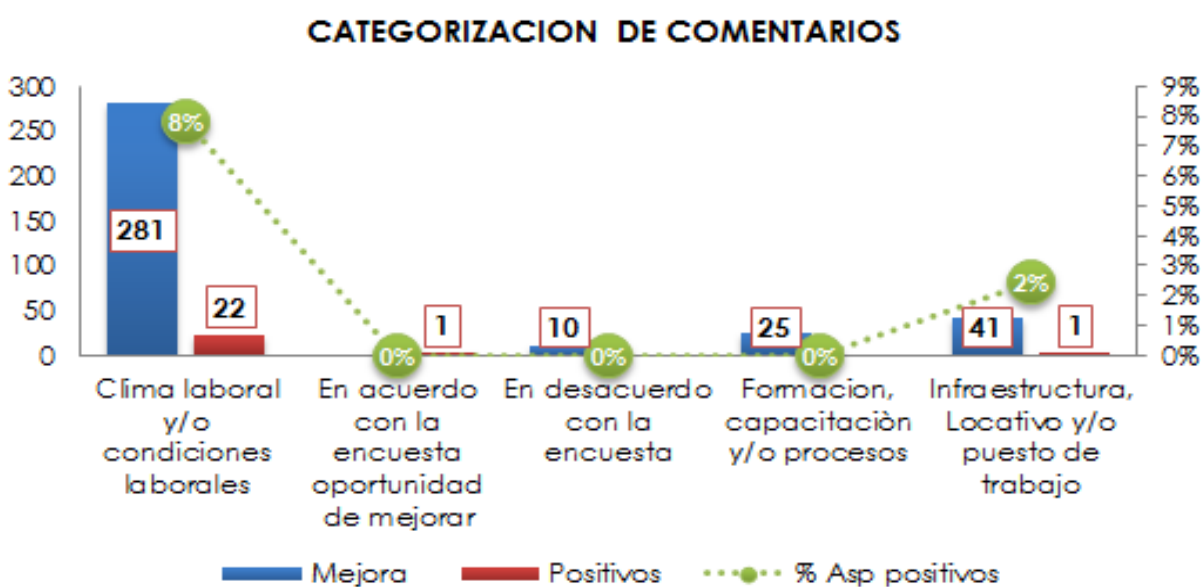 CATEGORIZACION DE COMENTARIOS
300
250
200
150
100
50
0
9%
8%
7%
6%
5%
4%
3%
2%
1%
0%
281
22
1
10
25
41
1
8%
0%
0%
0%
2%
Clima laboral
y/o
condiciones
laborales
En acuerdo
con la
encuesta
oportunidad
de mejorar
En desacuerdo
con la
encuesta
Formacion,
capacitaciòn
y/o procesos
Infraestructura,
Locativo y/o
puesto de
trabajo
Mejora
Positivos
% Asp positivos